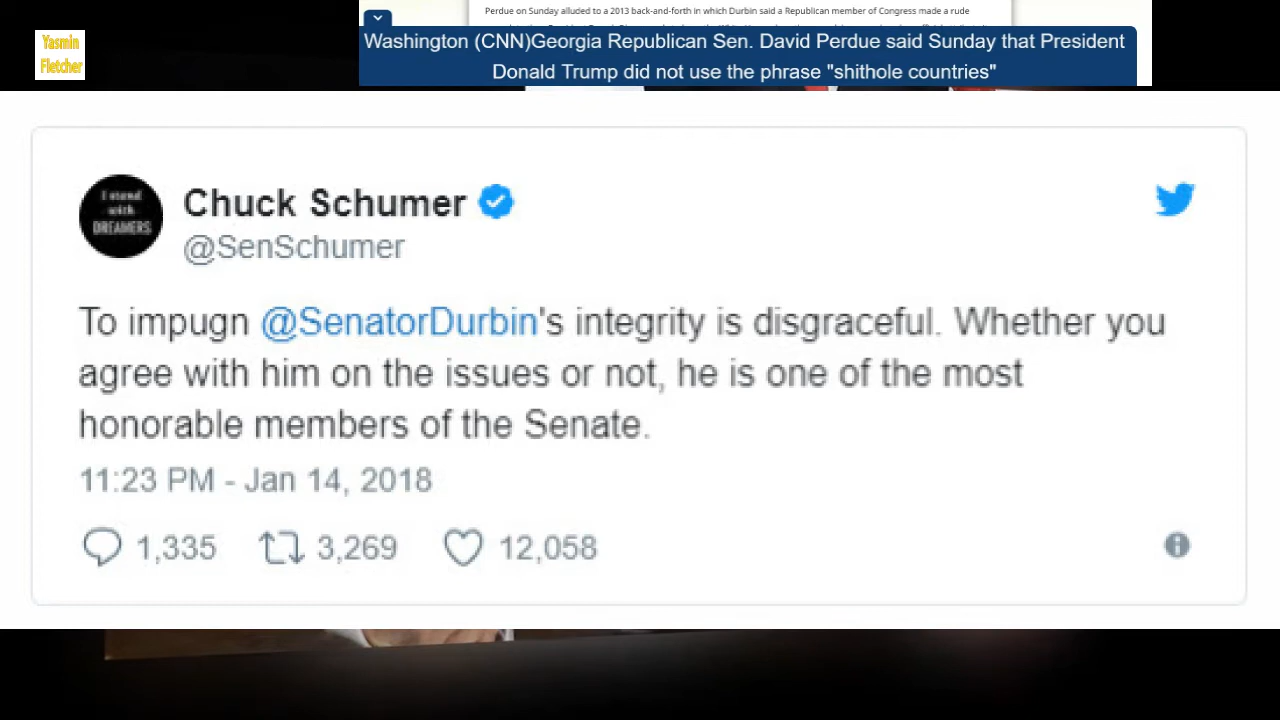 Perdue on Sunday alluded to a 2013 back-and-forth in which Durbin said a Republican member of Congress made a rude
Yasmin
Fletcher
Washington (CNN)Georgia Republican Sen. David Perdue said Sunday that President
Donald Trump did not use the phrase "shithole countries"
I stand
with
DREAMERS
Chuck Schumer
@SenSchumer
To impugn @SenatorDurbin's integrity is disgraceful. Whether you
agree with him on the issues or not, he is one of the most
honorable members of the Senate.
11:23 PM - Jan 14, 2018
1,335 3,269 12,058